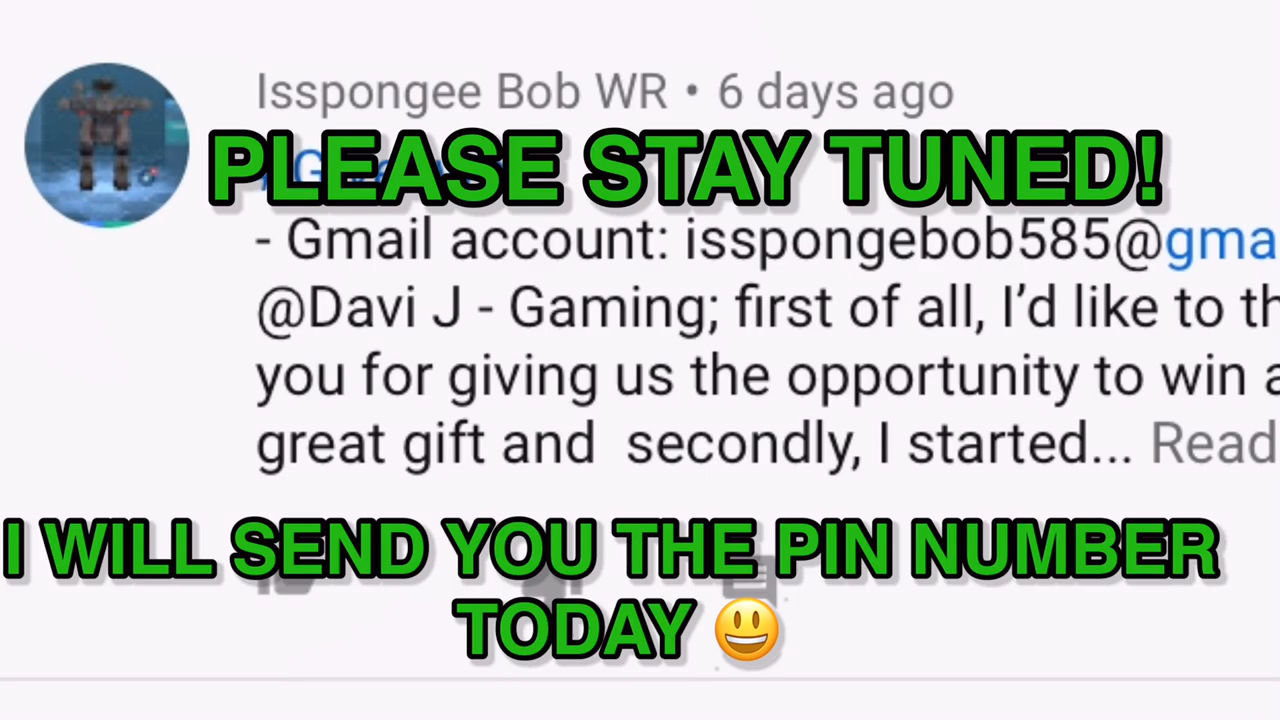 Isspongee Bob WR • 6 days ago
PLEASE STAY TUNED!
- Gmail account: isspongebob585@gma
@Davi J - Gaming; first of all, I’d like to th
you for giving us the opportunity to win a
great gift and secondly, I started... Read
I WILL SEND YOU THE PIN NUMBER
TODAY 😃